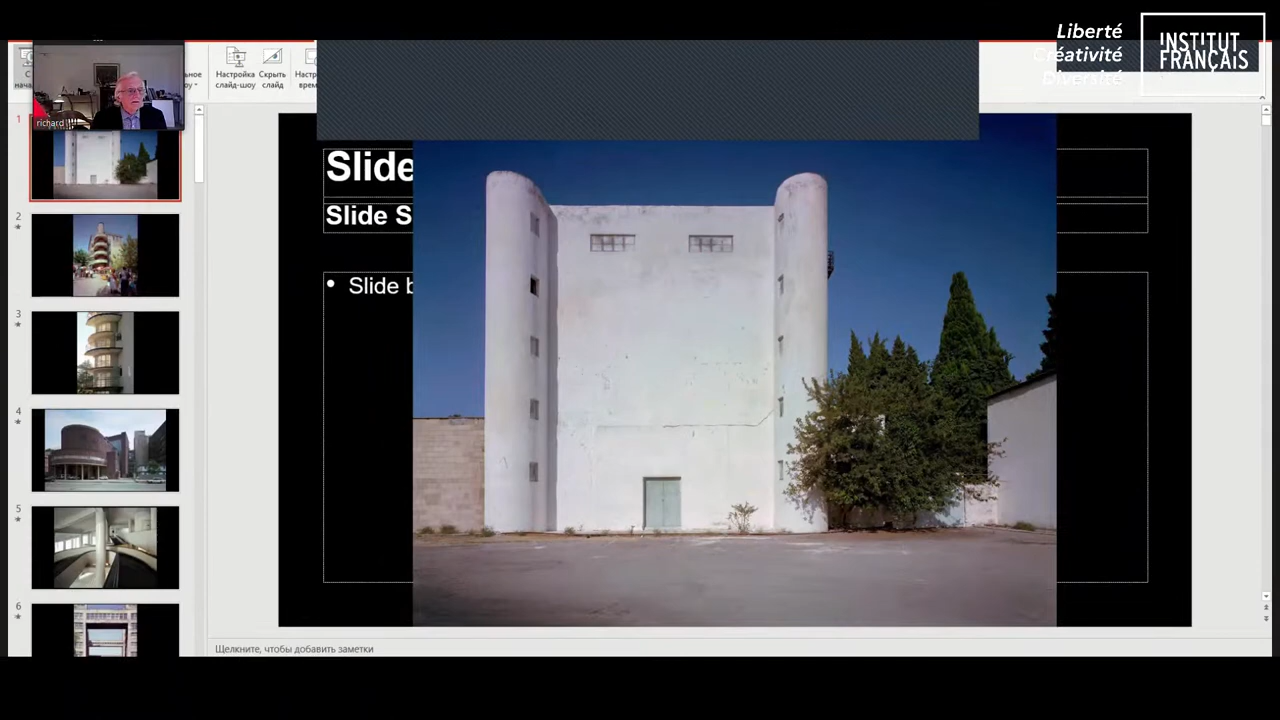 Liberté
Créativité
Diversité
INSTITUT
FRANÇAIS
richard
Настройка
слайд-шоу
Скрыть
слайд
1
2
3
4
5
6
Slide
Slide S
• Slide b
Щелкните, чтобы добавить заметки